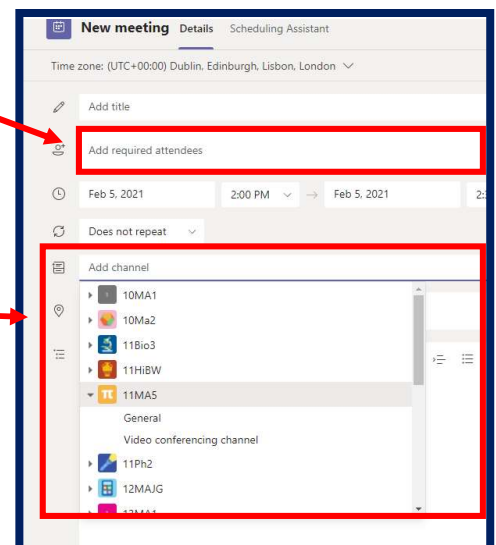 New meeting Details Scheduling Assistant
Time zone: (UTC+00:00) Dublin, Edinburgh, Lisbon, London
Add title
Add required attendees
Feb 5, 2021 2:00 PM → Feb 5, 2021
Does not repeat
Add channel
10MA1
10Ma2
11Bio3
11HiBW
π 11MA5
General
Video conferencing channel
11Ph2
12MAJG